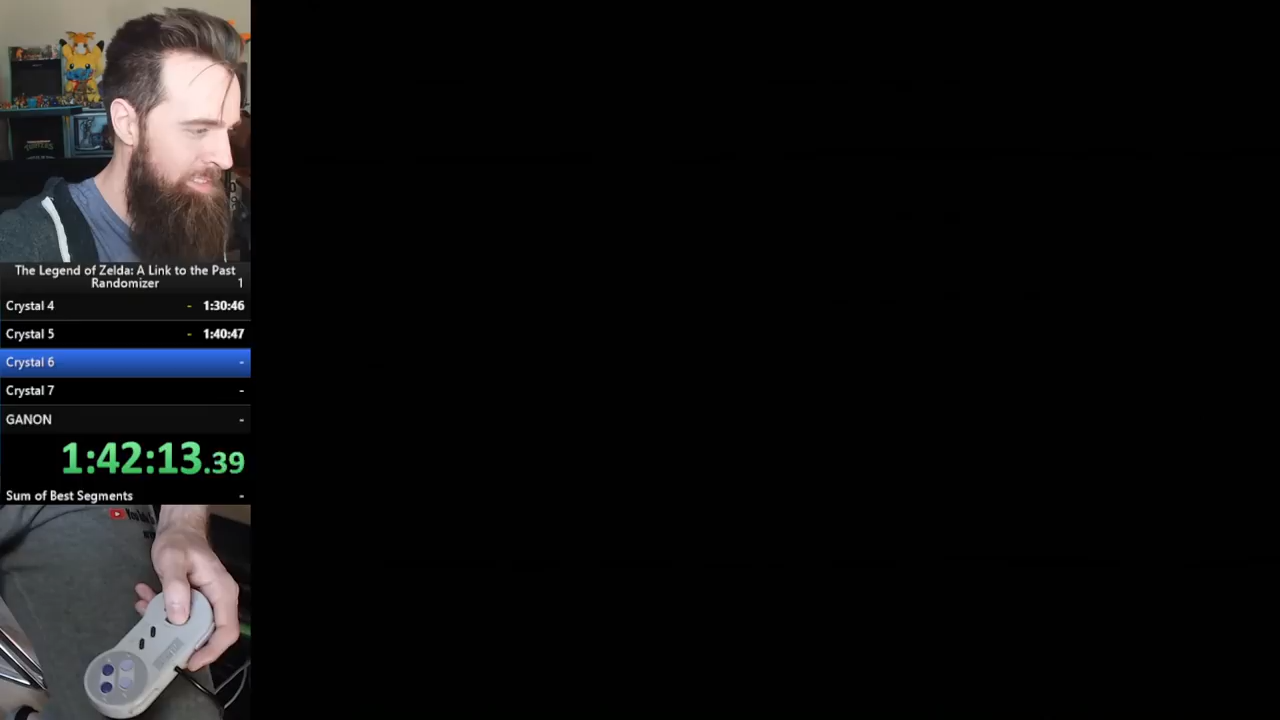 The Legend of Zelda: A Link to the Past
Randomizer 1
Crystal 4 - 1:30:46
Crystal 5 - 1:40:47
Crystal 6 -
Crystal 7 -
GANON -
1:42:13.39
Sum of Best Segments -